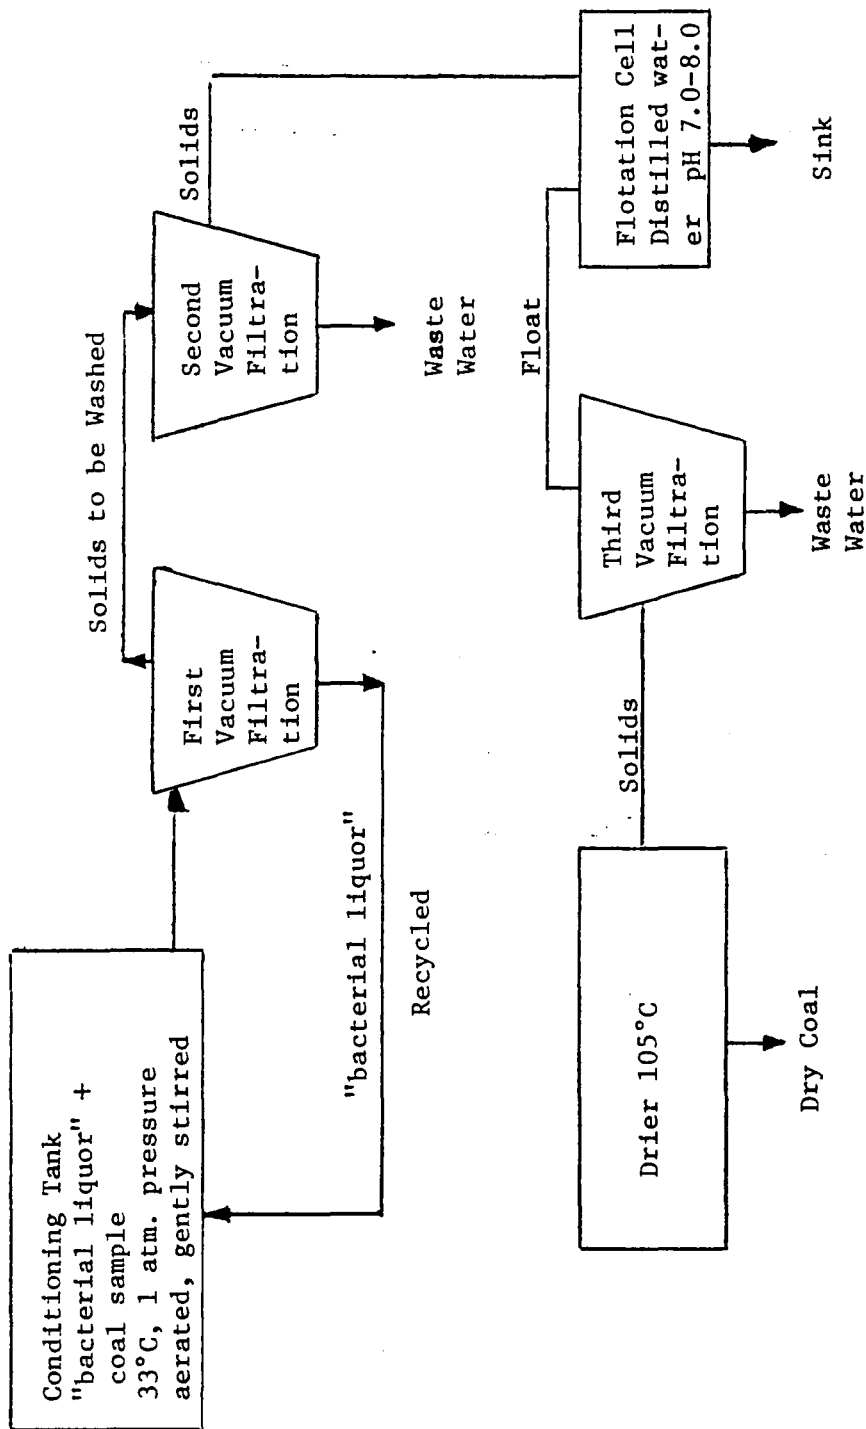 Conditioning Tank
"bacterial liquor" +
coal sample
33°C, 1 atm. pressure
aerated, gently stirred
Solids to be Washed
First
Vacuum
Filtra-
tion
Second
Vacuum
Filtra-
tion
Solids
"bacterial liquor"
Recycled
Waste
Water
Float
Flotation Cell
Distilled wat-
er pH 7.0-8.0
Sink
Third
Vacuum
Filtra-
tion
Waste
Water
Solids
Drier 105°C
Dry Coal